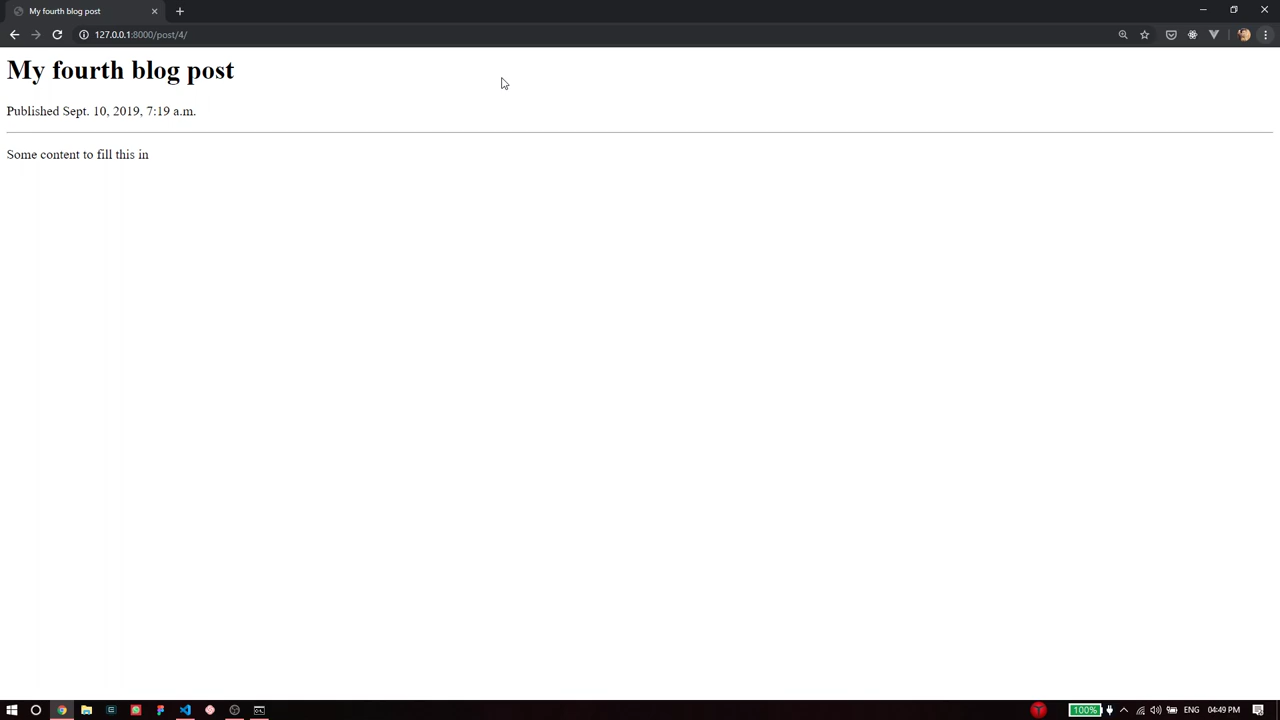 My fourth blog post
127.0.0.1:8000/post/4/
My fourth blog post
Published Sept. 10, 2019, 7:19 a.m.
Some content to fill this in
100% ENG 04:49 PM